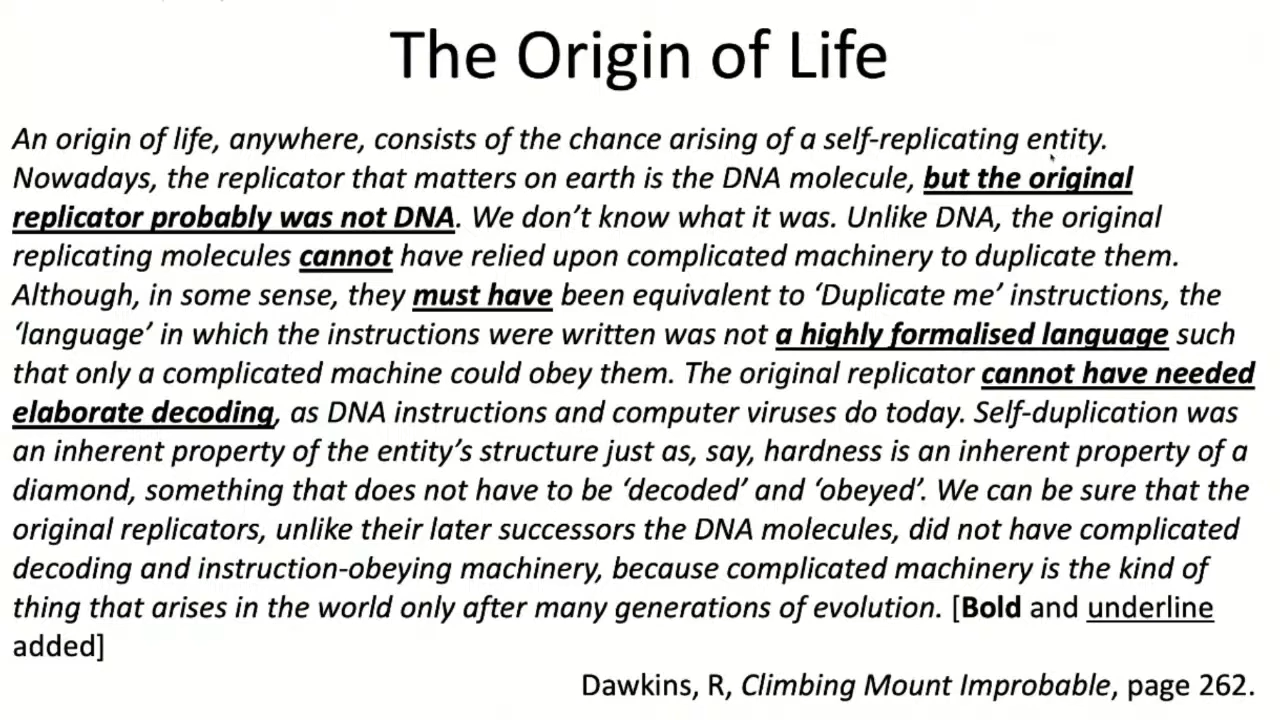 The Origin of Life
An origin of life, anywhere, consists of the chance arising of a self-replicating entity.
Nowadays, the replicator that matters on earth is the DNA molecule, but the original
replicator probably was not DNA. We don’t know what it was. Unlike DNA, the original
replicating molecules cannot have relied upon complicated machinery to duplicate them.
Although, in some sense, they must have been equivalent to ‘Duplicate me’ instructions, the
‘language’ in which the instructions were written was not a highly formalised language such
that only a complicated machine could obey them. The original replicator cannot have needed
elaborate decoding, as DNA instructions and computer viruses do today. Self-duplication was
an inherent property of the entity’s structure just as, say, hardness is an inherent property of a
diamond, something that does not have to be ‘decoded’ and ‘obeyed’. We can be sure that the
original replicators, unlike their later successors the DNA molecules, did not have complicated
decoding and instruction-obeying machinery, because complicated machinery is the kind of
thing that arises in the world only after many generations of evolution. [Bold and underline
added]
Dawkins, R, Climbing Mount Improbable, page 262.